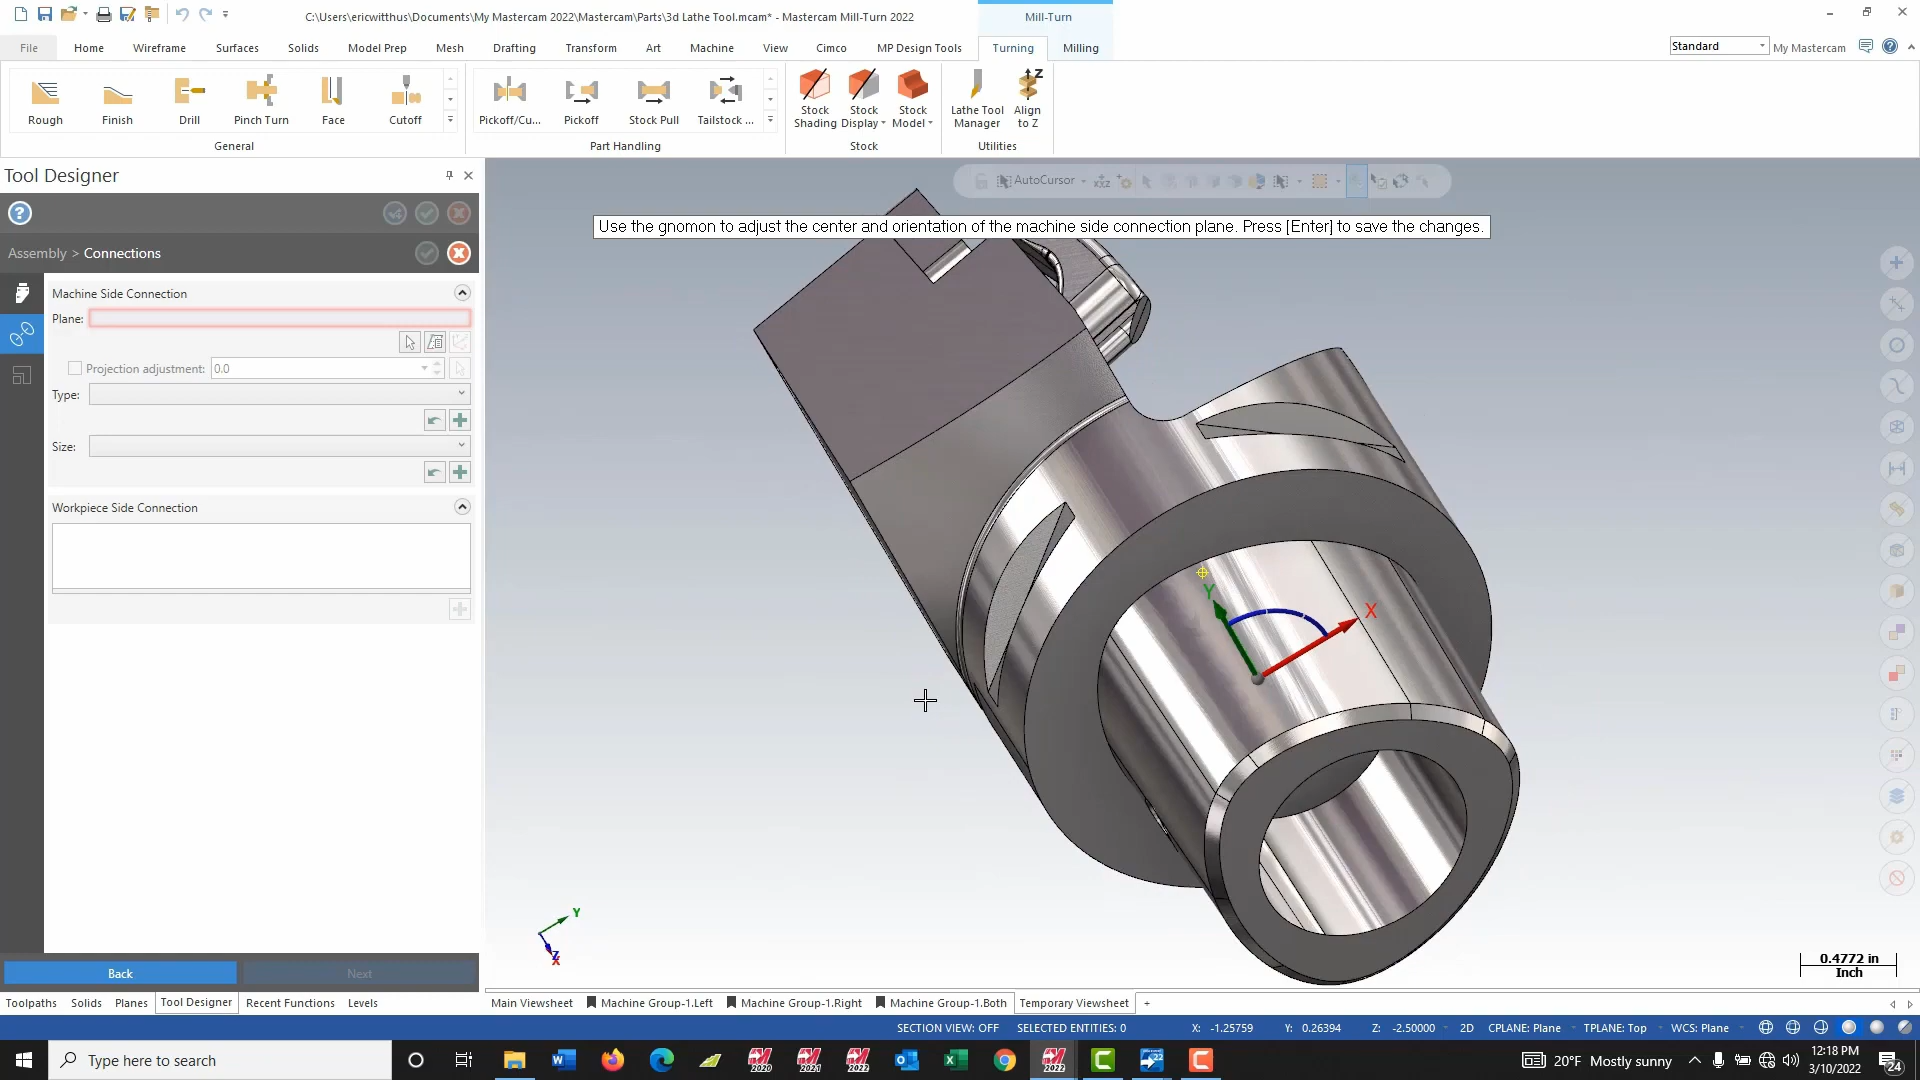 C:\Users\ericwitthus\Documents\My Mastercam 2022\Mastercam\Parts\3d Lathe Tool.mcam* - Mastercam Mill-Turn 2022
Mill-Turn
File Home Wireframe Surfaces Solids Model Prep Mesh Drafting Transform Art Machine View Cimco MP Design Tools Turning Milling
Standard My Mastercam
Z
Rough Finish Drill Pinch Turn Face Cutoff
Pickoff/Cu... Pickoff Stock Pull Tailstock ...
Stock Shading
Stock Display
Stock Model
Lathe Tool Manager
Align to Z
General Part Handling Stock Utilities
Tool Designer
AutoCursor
Use the gnomon to adjust the center and orientation of the machine side connection plane. Press [Enter] to save the changes.
Assembly > Connections
Machine Side Connection
Plane:
Projection adjustment: 0.0
Type:
Size:
Workpiece Side Connection
Y
X
Y
Z
X
0.4772 in
Inch
Back Next
Toolpaths Solids Planes Tool Designer Recent Functions Levels
Main Viewsheet Machine Group-1.Left Machine Group-1.Right Machine Group-1.Both Temporary Viewsheet +
SECTION VIEW: OFF SELECTED ENTITIES: 0 X: -1.25759 Y: 0.26394 Z: -2.50000 2D CPLANE: Plane TPLANE: Top WCS: Plane
Type here to search
2020 2021 2022 2022 22
20°F Mostly sunny
12:18 PM
3/10/2022
24